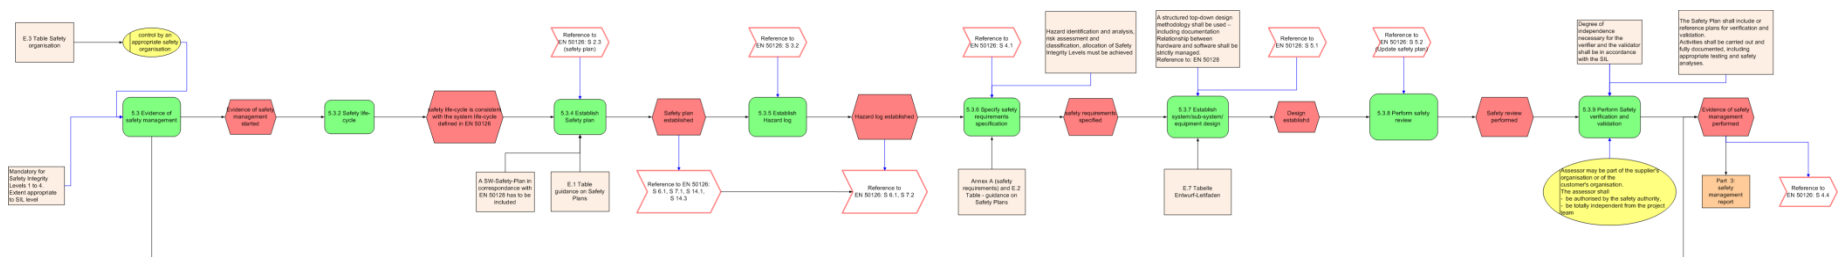 E.3 Table Safety
organisation
control by an
appropriate safety
organisation
5.3 Evidence of
safety management
Mandatory for
Safety Integrity
Levels 1 to 4.
Extent appropriate
to SIL level
Evidence of safety
management
started
5.3.2 Safety life-
cycle
safety life-cycle is consistent
with the system life-cycle
defined in EN 50126
Reference to
EN 50126: S 2.3
(safety plan)
5.3.4 Establish
Safety plan
A SW-Safety-Plan in
correspondance with
EN 50128 has to be
included
E.1 Table
guidance on Safety
Plans
Safety plan
established
Reference to EN 50126:
S 6.1, S 7.1, S 14.1,
S 14.3
Reference to
EN 50126: S 3.2
5.3.5 Establish
Hazard log
Hazard log established
Reference to
EN 50126: S 6.1, S 7.2
Reference to
EN 50126: S 4.1
Hazard identification and analysis,
risk assessment and
classification, allocation of Safety
Integrity Levels must be achieved
5.3.6 Specify safety
requirements
specification
Annex A (safety
requirements) and E.2
Table - guidance on
Safety Plans
safety requirements
specified
A structured top-down design
methodology shall be used –
including documentation
Relationship between
hardware and software shall be
strictly managed.
Reference to: EN 50128
Reference to
EN 50126: S 5.1
5.3.7 Establish
system/sub-system/
equipment design
E.7 Tabelle
Entwurf-Leitfaden
Design
establishd
Reference to
EN 50126: S 5.2
(Update safety plan)
5.3.8 Perform safety
review
Safety review
performed
Degree of
independence
necessary for the
verifier and the validator
shall be in accordance
with the SIL
The Safety Plan shall include or
reference plans for verification and
validation.
Activities shall be carried out and
fully documented, including
appropriate testing and safety
analyses.
5.3.9 Perform Safety
verification and
validation
Assessor may be part of the supplier's
organisation or of the
customer's organisation.
The assessor shall
- be authorised by the safety authority,
- be totally independent from the project
team
Evidence of safety
management
performed
Part 3:
safety
management
report
Reference to
EN 50126: S 4.4